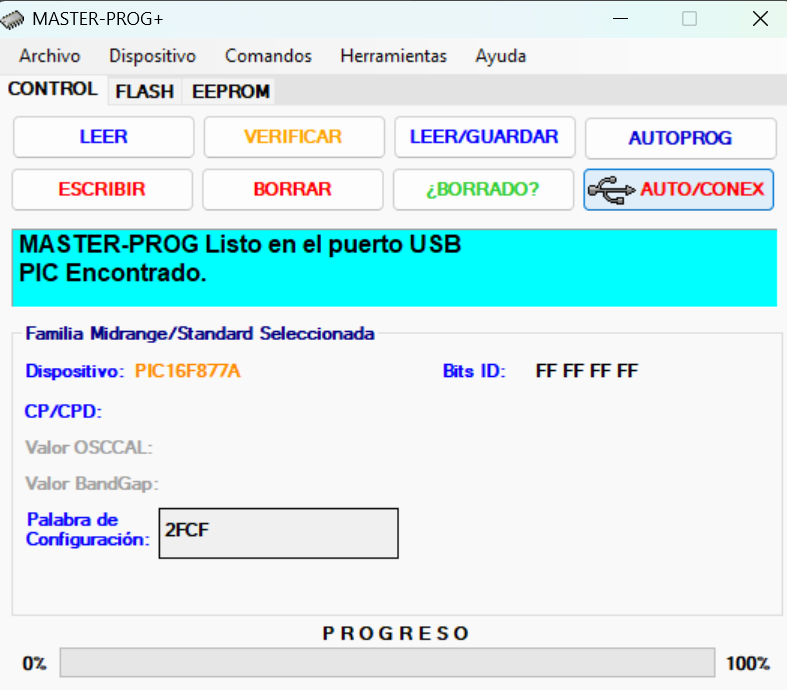 MASTER-PROG+
Archivo Dispositivo Comandos Herramientas Ayuda
CONTROL FLASH EEPROM
LEER VERIFICAR LEER/GUARDAR AUTOPROG
ESCRIBIR BORRAR ¿BORRADO? AUTO/CONEX
MASTER-PROG Listo en el puerto USB
PIC Encontrado.
Familia Midrange/Standard Seleccionada
Dispositivo: PIC16F877A Bits ID: FF FF FF FF
CP/CPD:
Valor OSCCAL:
Valor BandGap:
Palabra de
Configuración: 2FCF
PROGRESO
0% 100%